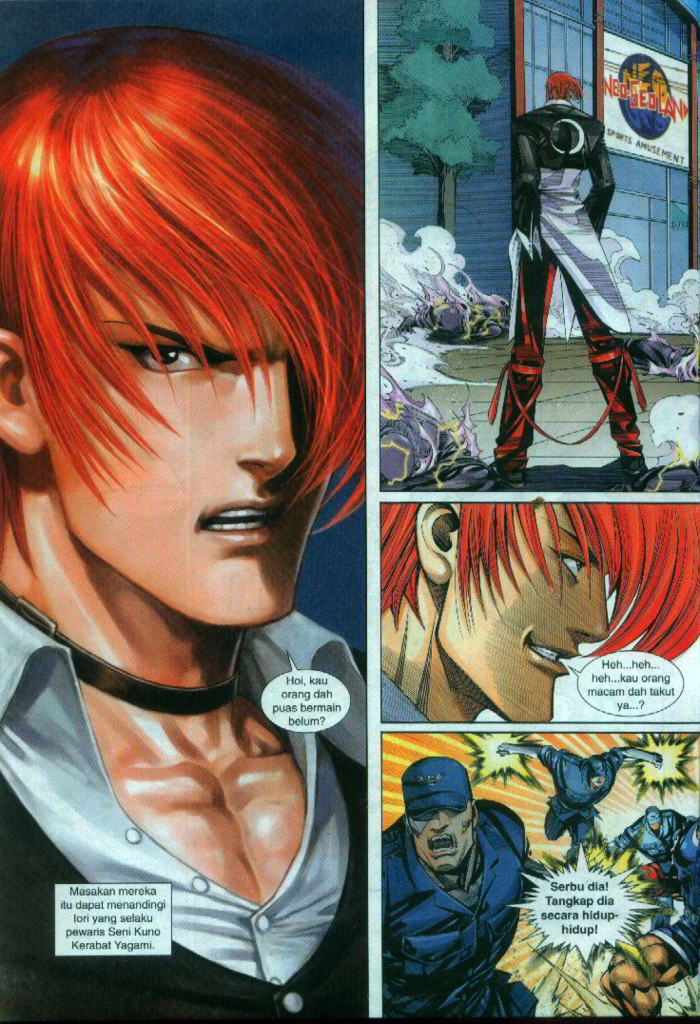 Hoi, kau
orang dah
puas bermain
belum?
Masakan mereka
itu dapat menandingi
Iori yang selaku
pewaris Seni Kuno
Kerabat Yagami.
NEO
NEO·GEOLAND
SPORTS AMUSEMENT
Heh...heh...
heh...kau orang
macam dah takut
ya...?
Serbu dia!
Tangkap dia
secara hidup-
hidup!